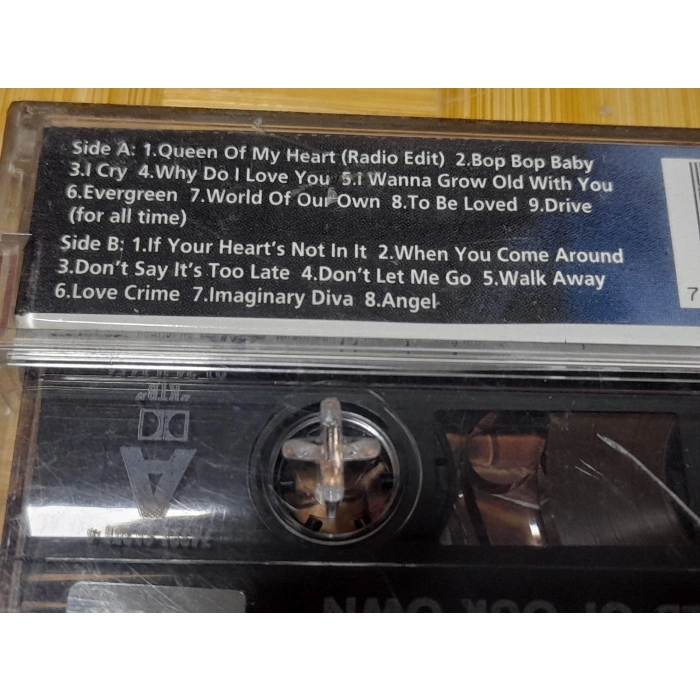 Side A: 1.Queen Of My Heart (Radio Edit) 2.Bop Bop Baby
3.I Cry 4.Why Do I Love You 5.I Wanna Grow Old With You
6.Evergreen 7.World Of Our Own 8.To Be Loved 9.Drive
(for all time)
Side B: 1.If Your Heart's Not In It 2.When You Come Around
3.Don't Say It's Too Late 4.Don't Let Me Go 5.Walk Away
6.Love Crime 7.Imaginary Diva 8.Angel
7
A
OF OUR OWN